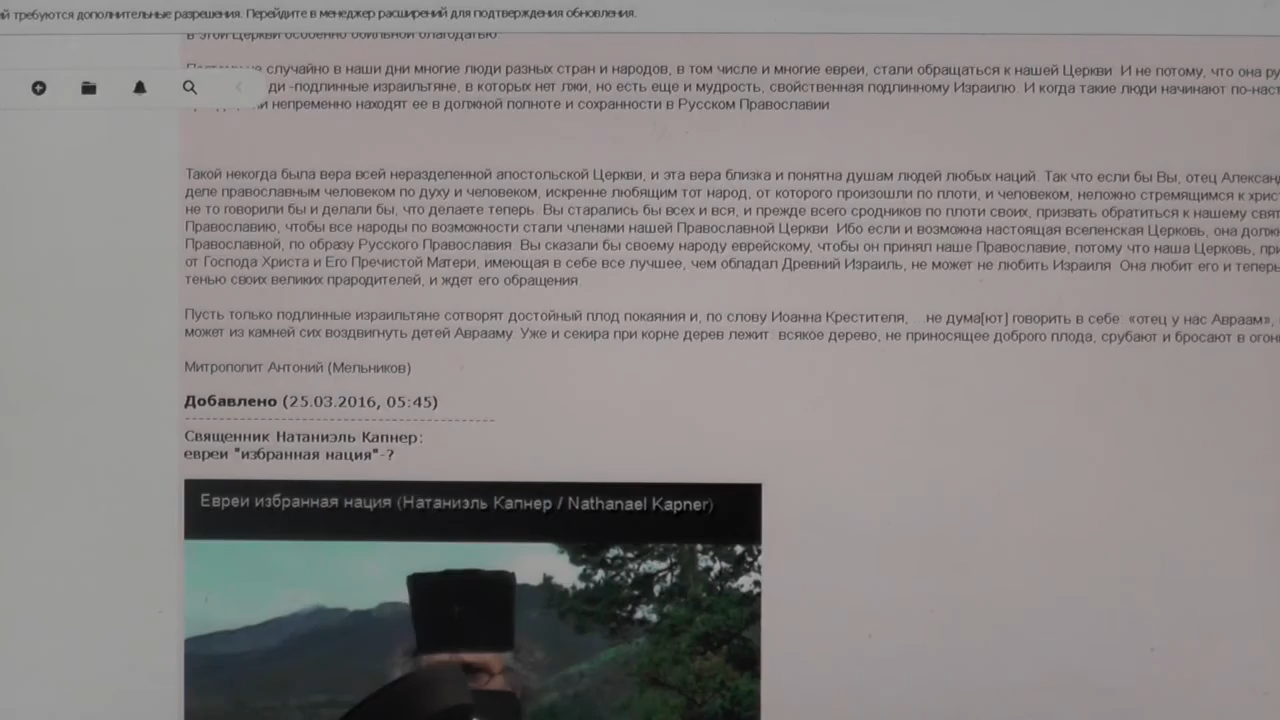 й требуются дополнительные разрешения. Перейдите в менеджер расширений для подтверждения обновления.
в этой Церкви особенно обильной благодатью.
случайно в наши дни многие люди разных стран и народов, в том числе и многие евреи, стали обращаться к нашей Церкви. И не потому, что она ру
ди -подлинные израильтяне, в которых нет лжи, но есть еще и мудрость, свойственная подлинному Израилю. И когда такие люди начинают по-наст
непременно находят ее в должной полноте и сохранности в Русском Православии
Такой некогда была вера всей неразделенной апостольской Церкви, и эта вера близка и понятна душам людей любых наций. Так что если бы Вы, отец Александ
деле православным человеком по духу и человеком, искренне любящим тот народ, от которого произошли по плоти, и человеком, неложно стремящимся к хрис
не то говорили бы и делали бы, что делаете теперь. Вы старались бы всех и вся, и прежде всего сродников по плоти своих, призвать обратиться к нашему свят
Православию, чтобы все народы по возможности стали членами нашей Православной Церкви. Ибо если и возможна настоящая вселенская Церковь, она долж
Православной, по образу Русского Православия. Вы сказали бы своему народу еврейскому, чтобы он принял наше Православие, потому что наша Церковь, при
от Господа Христа и Его Пречистой Матери, имеющая в себе все лучшее, чем обладал Древний Израиль, не может не любить Израиля. Она любит его и теперь
тенью своих великих прародителей, и ждет его обращения.
Пусть только подлинные израильтяне сотворят достойный плод покаяния и, по слову Иоанна Крестителя, ...не дума[ют] говорить в себе: «отец у нас Авраам»,
может из камней сих воздвигнуть детей Аврааму. Уже и секира при корне дерев лежит: всякое дерево, не приносящее доброго плода, срубают и бросают в огон
Митрополит Антоний (Мельников)
Добавлено (25.03.2016, 05:45)
---------------------------------------------
Священник Натаниэль Капнер:
евреи "избранная нация"-?
Евреи избранная нация (Натаниэль Капнер / Nathanael Kapner)